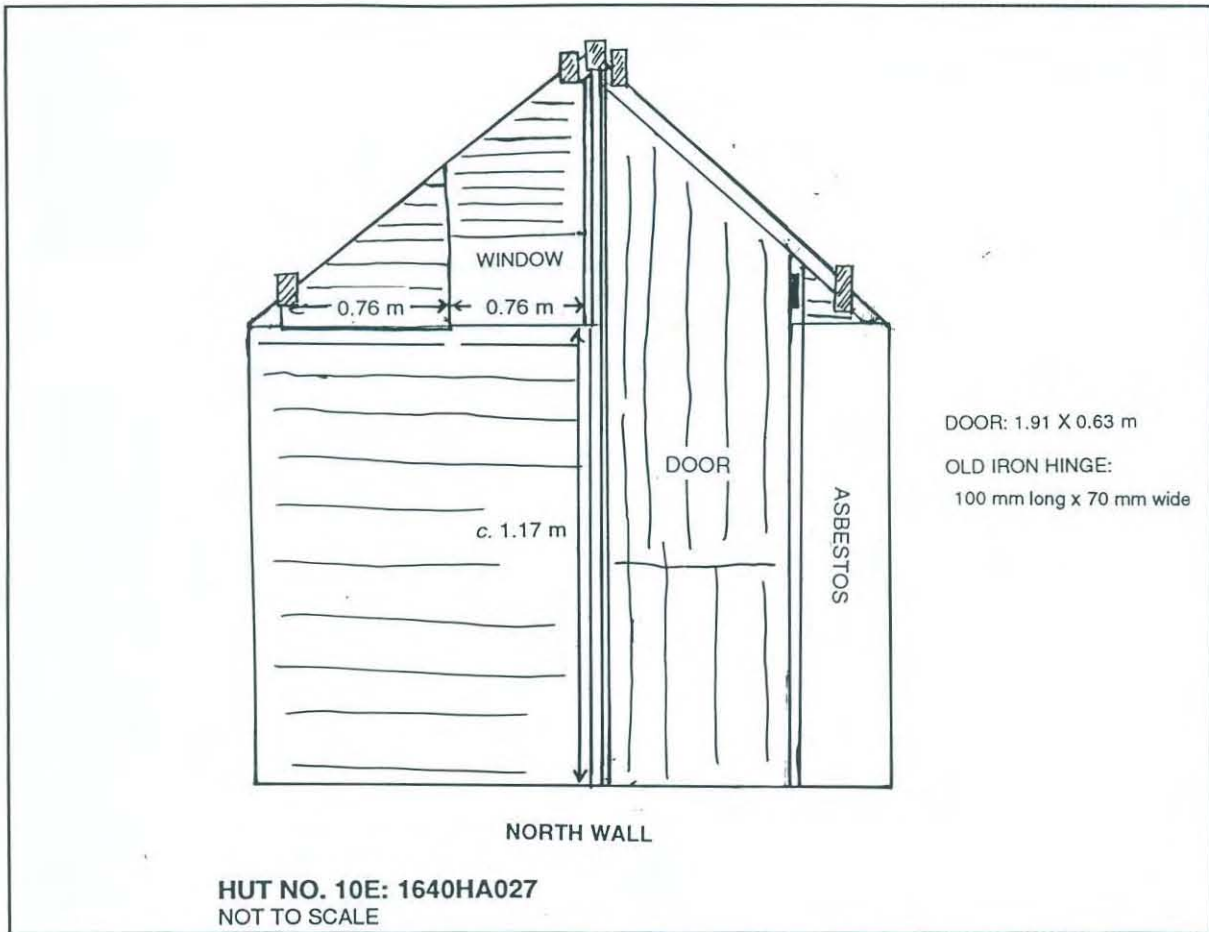 WINDOW
0.76 m
0.76 m
c. 1.17 m
DOOR
ASBESTOS
DOOR: 1.91 X 0.63 m
OLD IRON HINGE:
100 mm long x 70 mm wide
NORTH WALL
HUT NO. 10E: 1640HA027
NOT TO SCALE